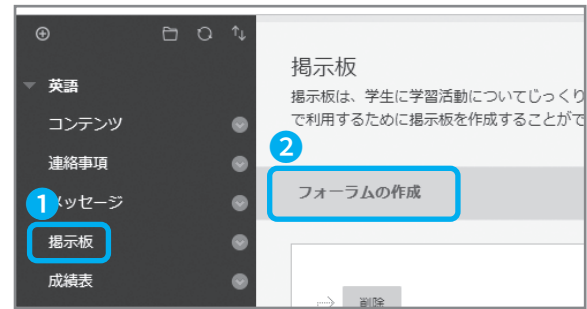 英語
コンテンツ
連絡事項
メッセージ
掲示板
成績表
1
掲示板
掲示板は、学生に学習活動についてじっくり
で利用するために掲示板を作成することがで
2
フォーラムの作成
削除